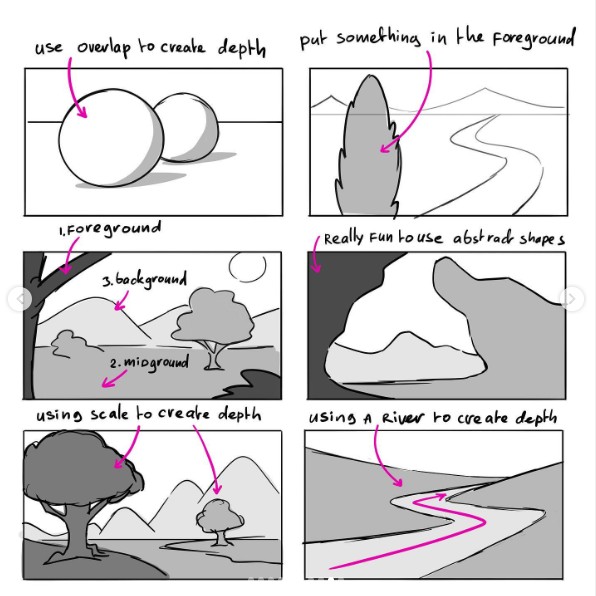 use overlap to create depth
put something in the foreground
1. Foreground
3. background
2. midground
Really Fun to use abstract shapes
using scale to create depth
using A River to create depth